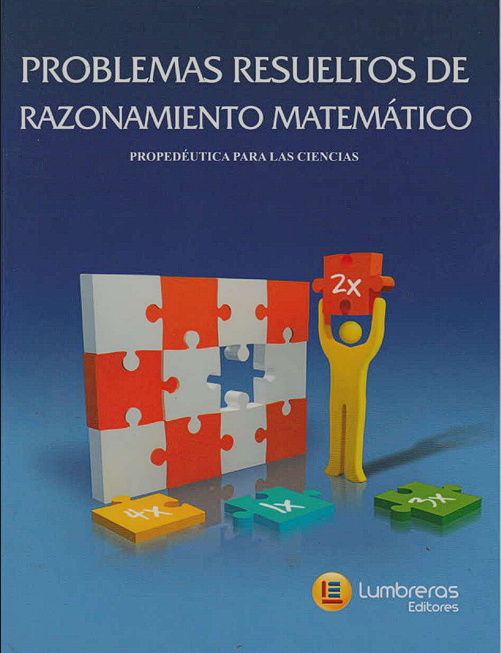 PROBLEMAS RESUELTOS DE
RAZONAMIENTO MATEMÁTICO
PROPEDÉUTICA PARA LAS CIENCIAS
2x
4x
1x
3x
Lumbreras
Editores